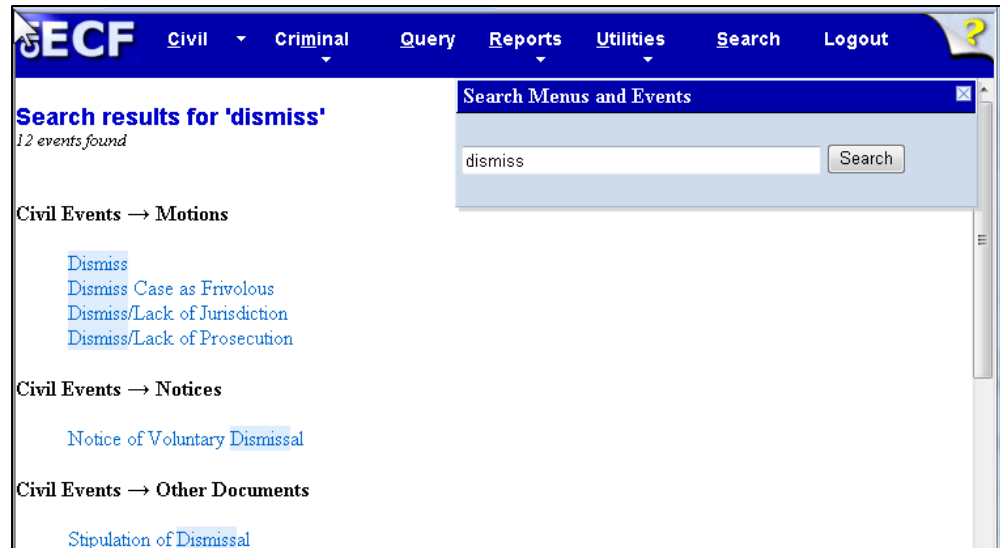 ECF Civil Criminal Query Reports Utilities Search Logout ?
Search Menus and Events
dismiss Search
Search results for 'dismiss'
12 events found
Civil Events → Motions
Dismiss
Dismiss Case as Frivolous
Dismiss/Lack of Jurisdiction
Dismiss/Lack of Prosecution
Civil Events → Notices
Notice of Voluntary Dismissal
Civil Events → Other Documents
Stipulation of Dismissal